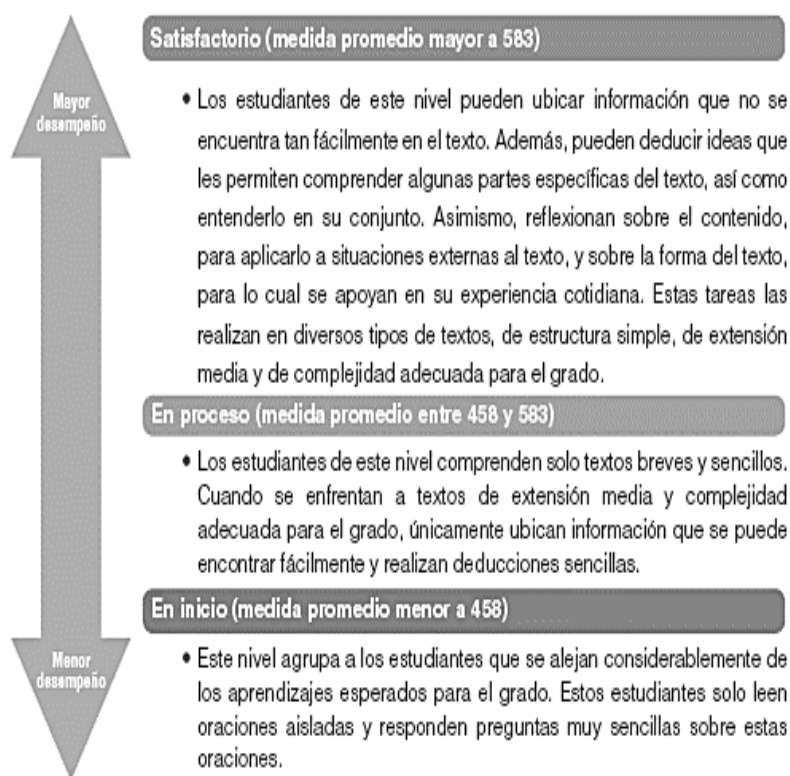 Satisfactorio (medida promedio mayor a 583)
Mayor
desempeño
• Los estudiantes de este nivel pueden ubicar información que no se
encuentra tan fácilmente en el texto. Además, pueden deducir ideas que
les permiten comprender algunas partes específicas del texto, así como
entenderlo en su conjunto. Asimismo, reflexionan sobre el contenido,
para aplicarlo a situaciones externas al texto, y sobre la forma del texto,
para lo cual se apoyan en su experiencia cotidiana. Estas tareas las
realizan en diversos tipos de textos, de estructura simple, de extensión
media y de complejidad adecuada para el grado.
En proceso (medida promedio entre 458 y 583)
• Los estudiantes de este nivel comprenden solo textos breves y sencillos.
Cuando se enfrentan a textos de extensión media y complejidad
adecuada para el grado, únicamente ubican información que se puede
encontrar fácilmente y realizan deducciones sencillas.
En inicio (medida promedio menor a 458)
Menor
desempeño
• Este nivel agrupa a los estudiantes que se alejan considerablemente de
los aprendizajes esperados para el grado. Estos estudiantes solo leen
oraciones aisladas y responden preguntas muy sencillas sobre estas
oraciones.